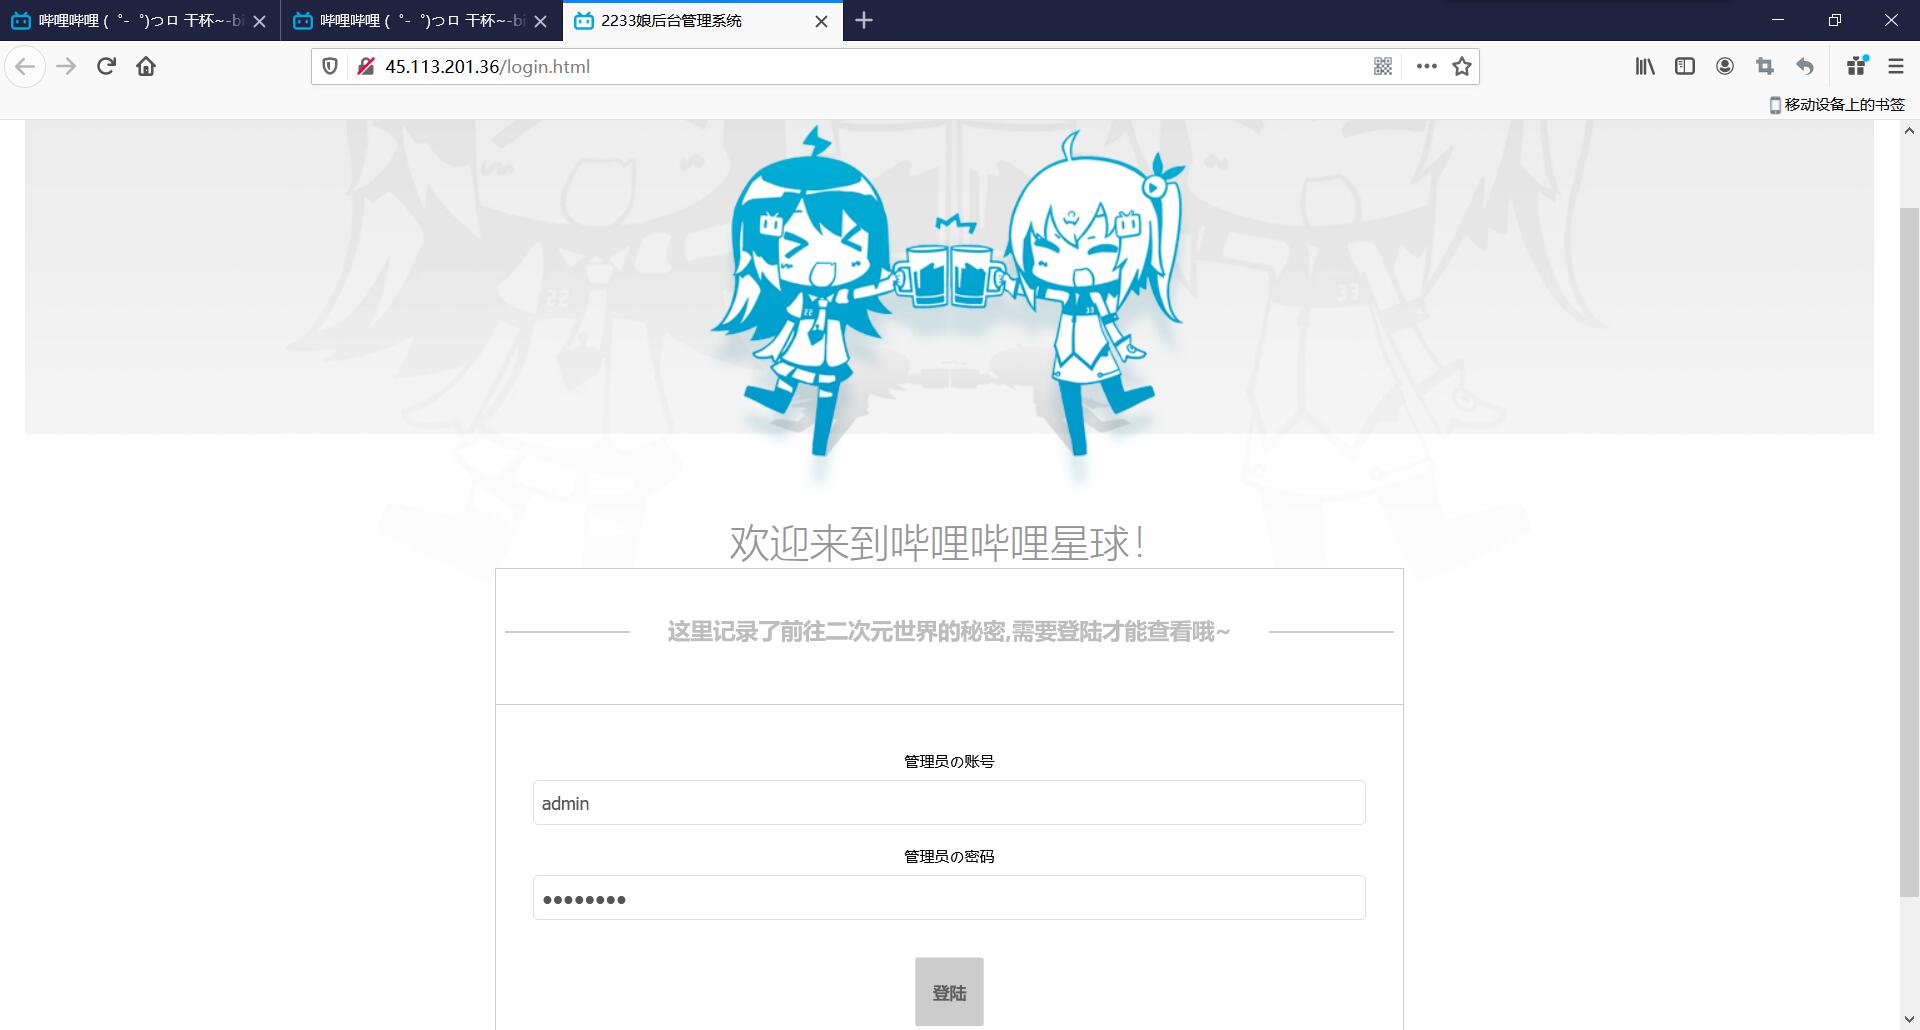 哔哩哔哩 (゜-゜)つロ 干杯~-bi
哔哩哔哩 (゜-゜)つロ 干杯~-bi
2233娘后台管理系统
45.113.201.36/login.html
移动设备上的书签
22
33
22
33
欢迎来到哔哩哔哩星球!
这里记录了前往二次元世界的秘密,需要登陆才能查看哦~
管理员の账号
admin
管理员の密码
登陆